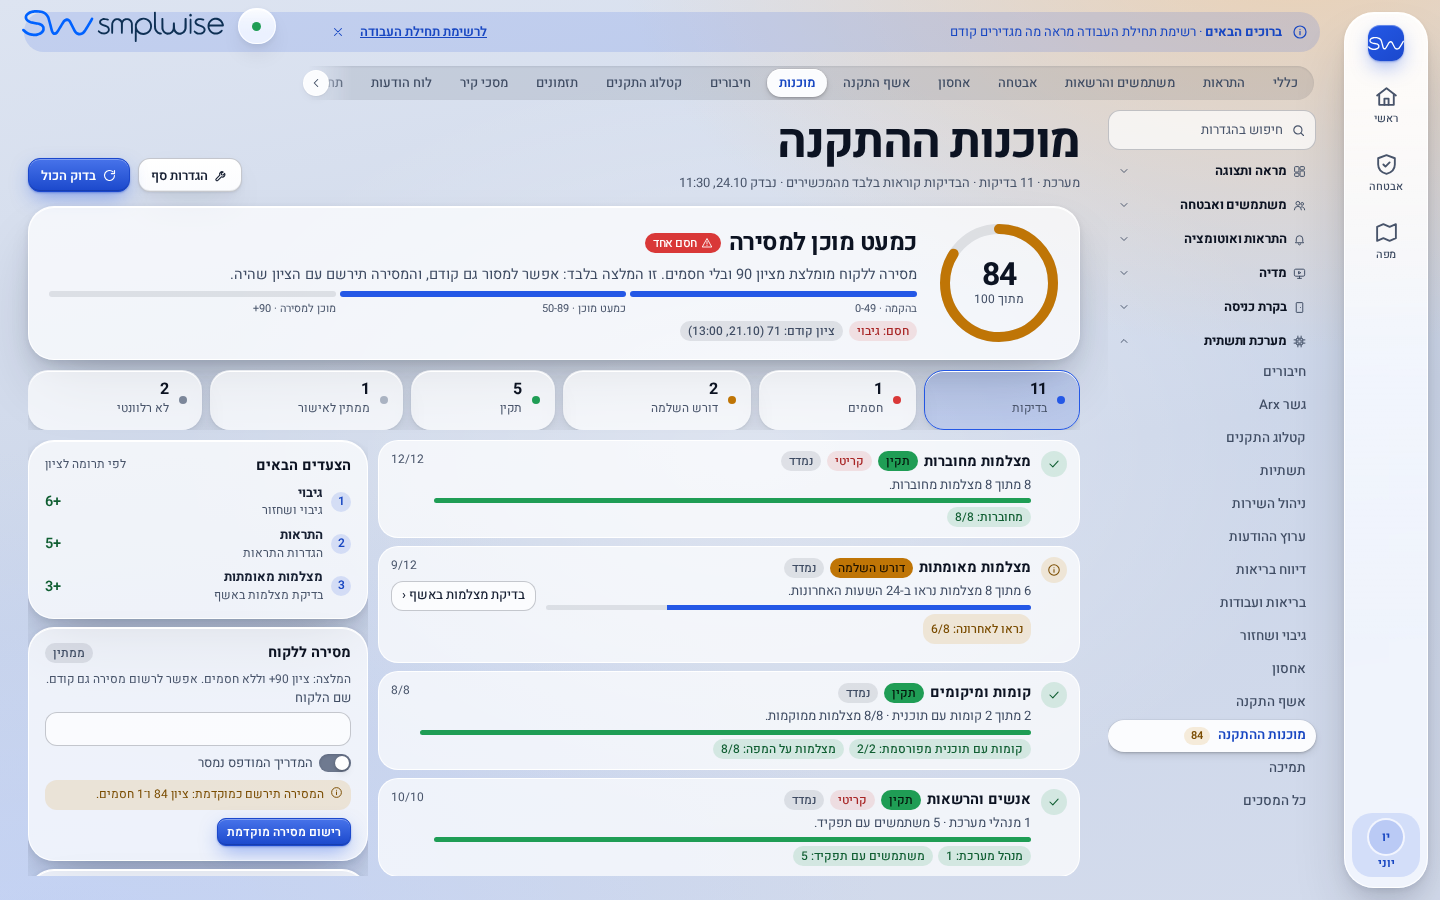 smplwise
ברוכים הבאים · רשימת תחילת העבודה מראה מה מגדירים קודם
לרשימת תחילת העבודה
ראשי
אבטחה
מפה
יו
יוני
כללי
התראות
משתמשים והרשאות
אבטחה
אחסון
אשף התקנה
מוכנות
חיבורים
קטלוג התקנים
תזמונים
מסכי קיר
לוח הודעות
חיפוש בהגדרות
מראה ותצוגה
משתמשים ואבטחה
התראות ואוטומציה
מדיה
בקרת כניסה
מערכת ותשתית
חיבורים
גשר Arx
קטלוג התקנים
תשתיות
ניהול השירות
ערוץ ההודעות
דיווח בריאות
בריאות ועבודות
גיבוי ושחזור
אחסון
אשף התקנה
מוכנות ההתקנה 84
תמיכה
כל המסכים
מוכנות ההתקנה
מערכת · 11 בדיקות · הבדיקות קוראות בלבד מהמכשירים · נבדק 24.10, 11:30
הגדרות סף
בדוק הכול
84
מתוך 100
כמעט מוכן למסירה
חסם אחד
מסירה ללקוח מומלצת מציון 90 ובלי חסמים. זו המלצה בלבד: אפשר למסור גם קודם, והמסירה תירשם עם הציון שהיה.
בהקמה · 0-49
כמעט מוכן · 50-89
מוכן למסירה · 90+
חסם: גיבוי
ציון קודם: 71 (21.10, 13:00)
11
בדיקות
1
חסמים
2
דורש השלמה
5
תקין
1
ממתין לאישור
2
לא רלוונטי
מצלמות מחוברות תקין קריטי נמדד 12/12
8 מתוך 8 מצלמות מחוברות.
מחוברות: 8/8
מצלמות מאומתות דורש השלמה נמדד 9/12
6 מתוך 8 מצלמות נראו ב-24 השעות האחרונות.
בדיקת מצלמות באשף ›
נראו לאחרונה: 6/8
קומות ומיקומים תקין נמדד 8/8
2 מתוך 2 קומות עם תוכנית · 8/8 מצלמות ממוקמות.
קומות עם תוכנית מפורסמת: 2/2
מצלמות על המפה: 8/8
אנשים והרשאות תקין קריטי נמדד 10/10
1 מנהלי מערכת · 5 משתמשים עם תפקיד.
מנהל מערכת: 1
משתמשים עם תפקיד: 5
הצעדים הבאים
לפי תרומה לציון
1 גיבוי +6
גיבוי ושחזור
2 התראות +5
הגדרות התראות
3 מצלמות מאומתות +3
בדיקת מצלמות באשף
מסירה ללקוח
ממתין
המלצה: ציון 90+ וללא חסמים. אפשר לרשום מסירה גם קודם.
שם הלקוח
המדריך המודפס נמסר
המסירה תירשם כמוקדמת: ציון 84 ו־1 חסמים.
רישום מסירה מוקדמת